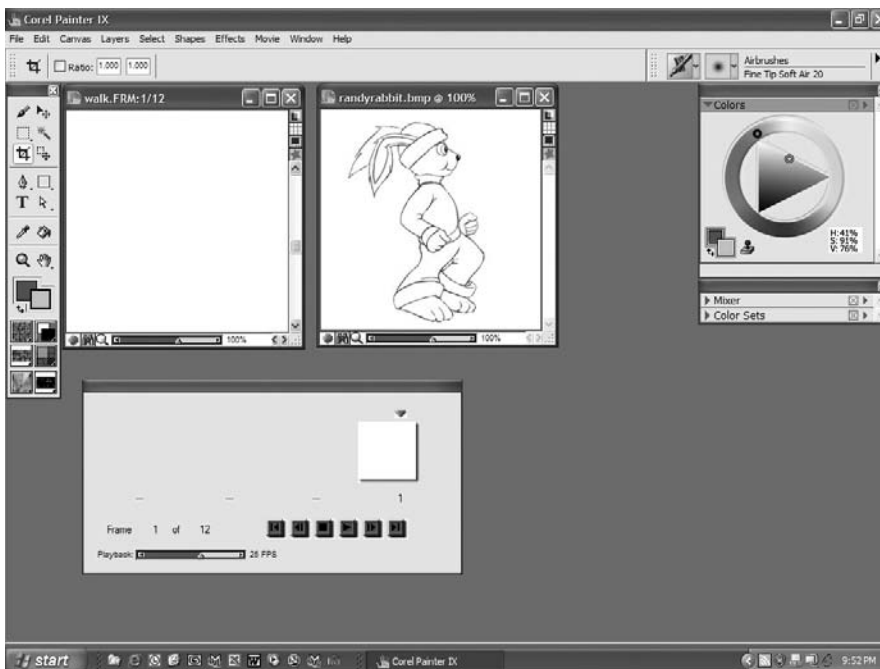 Corel Painter IX
File Edit Canvas Layers Select Shapes Effects Movie Window Help
Ratio: 1.000 1.000
Airbrushes
Fine Tip Soft Air 20
walk.FRM:1/12
randyrabbit.bmp @ 100%
Colors
T
H:41%
S:91%
V:76%
Mixer
Color Sets
100%
100%
1
Frame 1 of 12
Playback: 25 FPS
start
Corel Painter IX
9:52 PM